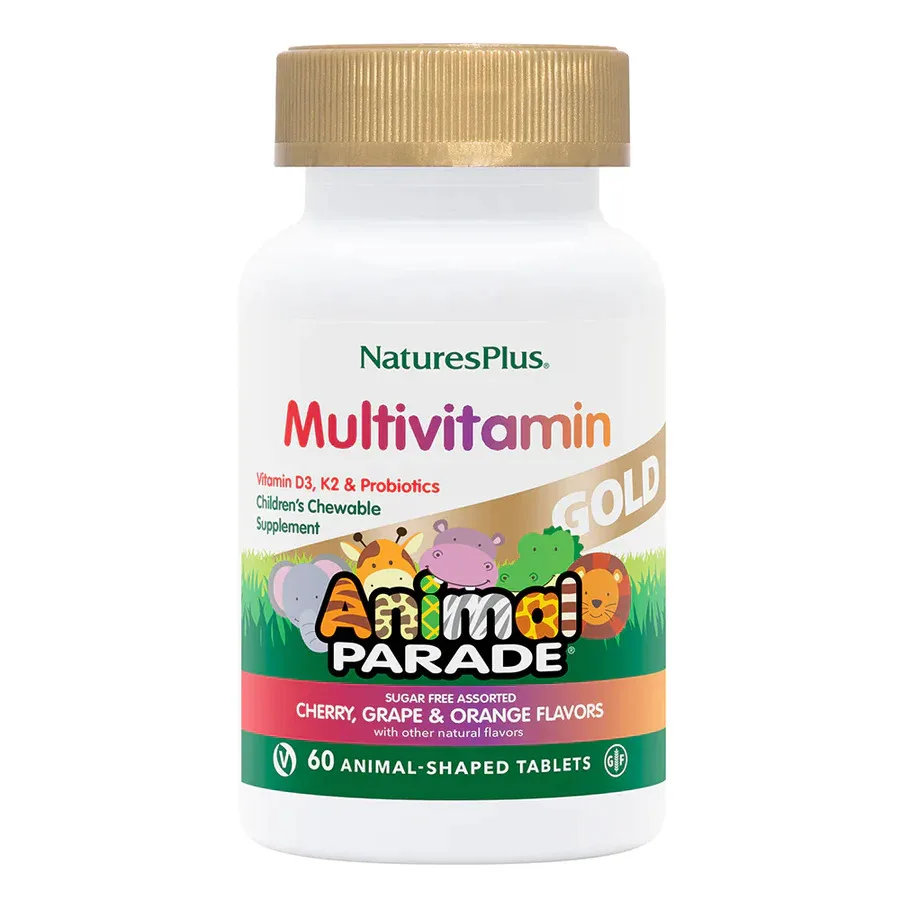 NaturesPlus®
Multivitamin
Vitamin D3, K2 & Probiotics
Children's Chewable
Supplement
GOLD
Animal
PARADE®
SUGAR FREE ASSORTED
CHERRY, GRAPE & ORANGE FLAVORS
with other natural flavors
V 60 ANIMAL-SHAPED TABLETS GF